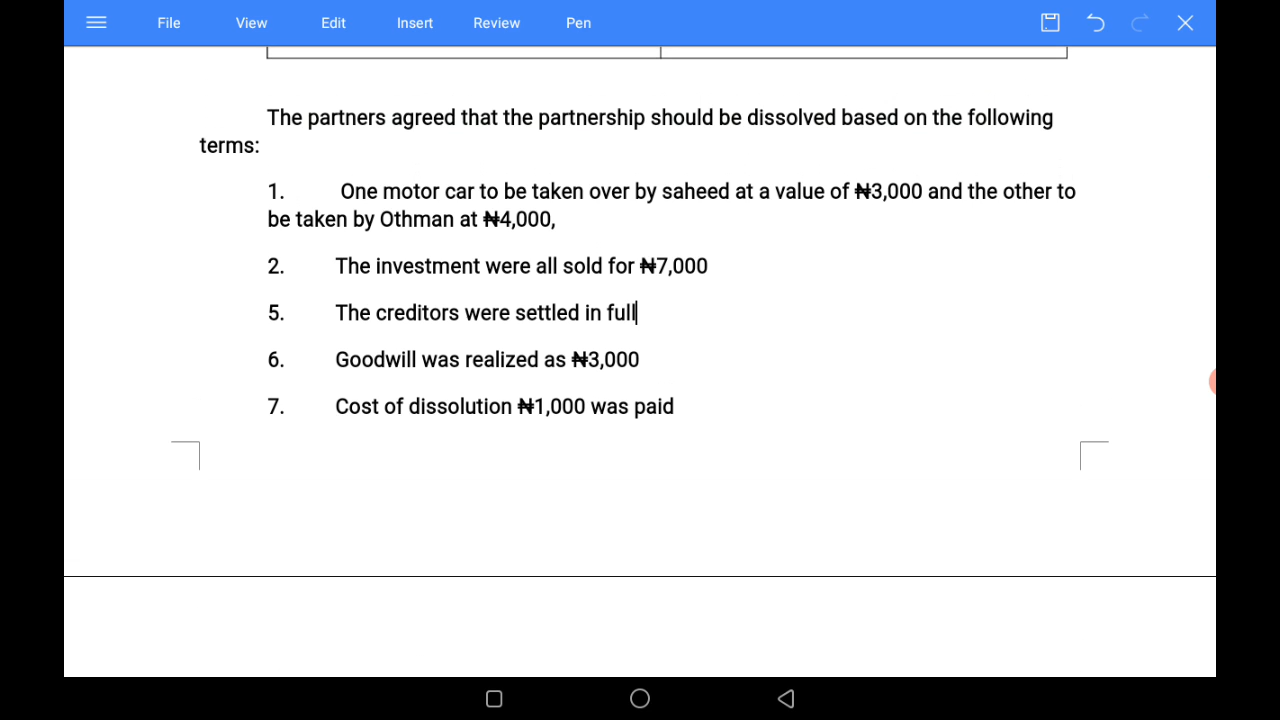 File View Edit Insert Review Pen
The partners agreed that the partnership should be dissolved based on the following
terms:
1. One motor car to be taken over by saheed at a value of ₦3,000 and the other to
be taken by Othman at ₦4,000,
2. The investment were all sold for ₦7,000
5. The creditors were settled in full
6. Goodwill was realized as ₦3,000
7. Cost of dissolution ₦1,000 was paid